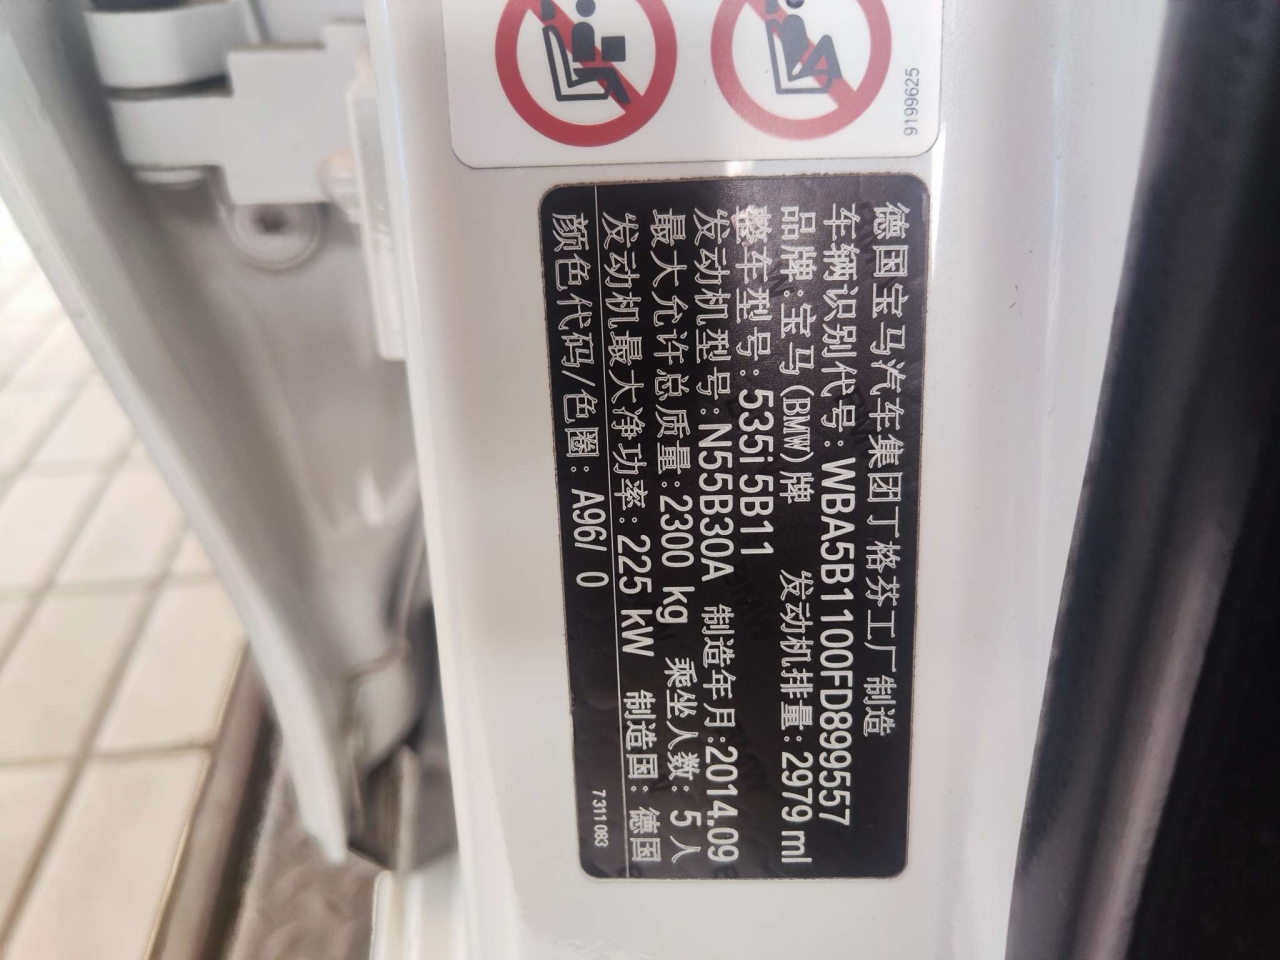 9199625
德国宝马汽车集团丁格芬工厂制造
车辆识别代号:WBA5B1100FD899557
品牌:宝马(BMW)牌 发动机排量:2979 ml
整车型号:535i 5B11
发动机型号:N55B30A 制造年月:2014.09
最大允许总质量:2300 kg 乘坐人数:5人
发动机最大净功率:225 kW 制造国:德国
颜色代码/色圈:A96/ 0
7 311 083